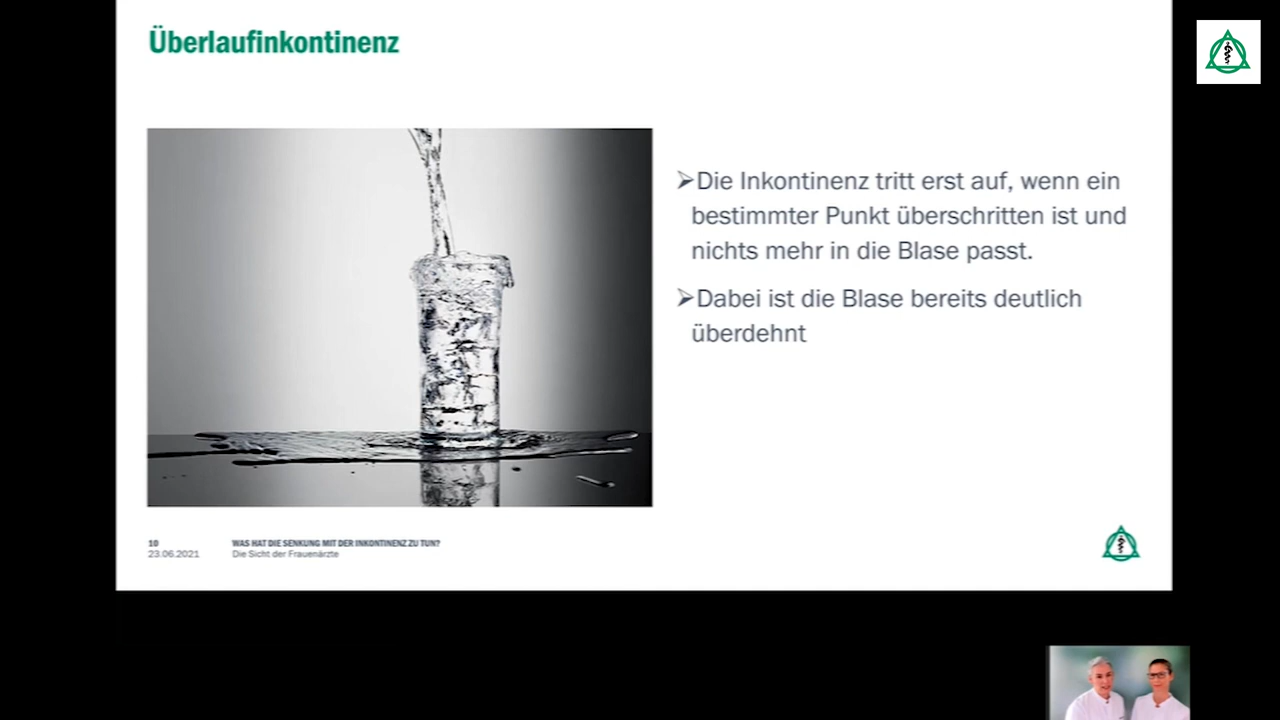 Überlaufinkontinenz
➢Die Inkontinenz tritt erst auf, wenn ein
bestimmter Punkt überschritten ist und
nichts mehr in die Blase passt.
➢Dabei ist die Blase bereits deutlich
überdehnt
10
23.06.2021
WAS HAT DIE SENKUNG MIT DER INKONTINENZ ZU TUN?
Die Sicht der Frauenärzte